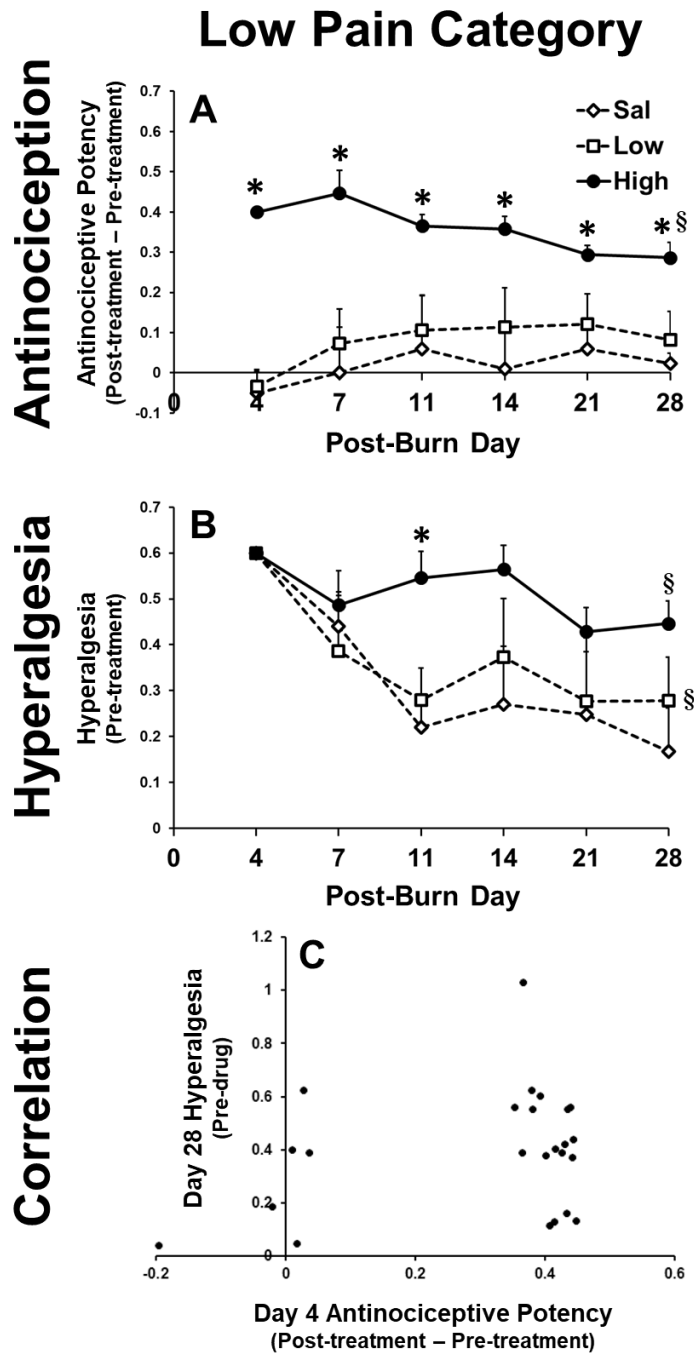 Low Pain Category
Antinociception
Antinociceptive Potency
(Post-treatment – Pre-treatment)
A
Sal
Low
High
0.7
0.6
0.5
0.4
0.3
0.2
0.1
0
-0.1
* * * * * * §
0 4 7 11 14 21 28
Post-Burn Day
Hyperalgesia
Hyperalgesia
(Pre-treatment)
B
0.7
0.6
0.5
0.4
0.3
0.2
0.1
0
*
§
§
0 4 7 11 14 21 28
Post-Burn Day
Correlation
Day 28 Hyperalgesia
(Pre-drug)
C
1.2
1
0.8
0.6
0.4
0.2
0
-0.2 0 0.2 0.4 0.6
Day 4 Antinociceptive Potency
(Post-treatment – Pre-treatment)